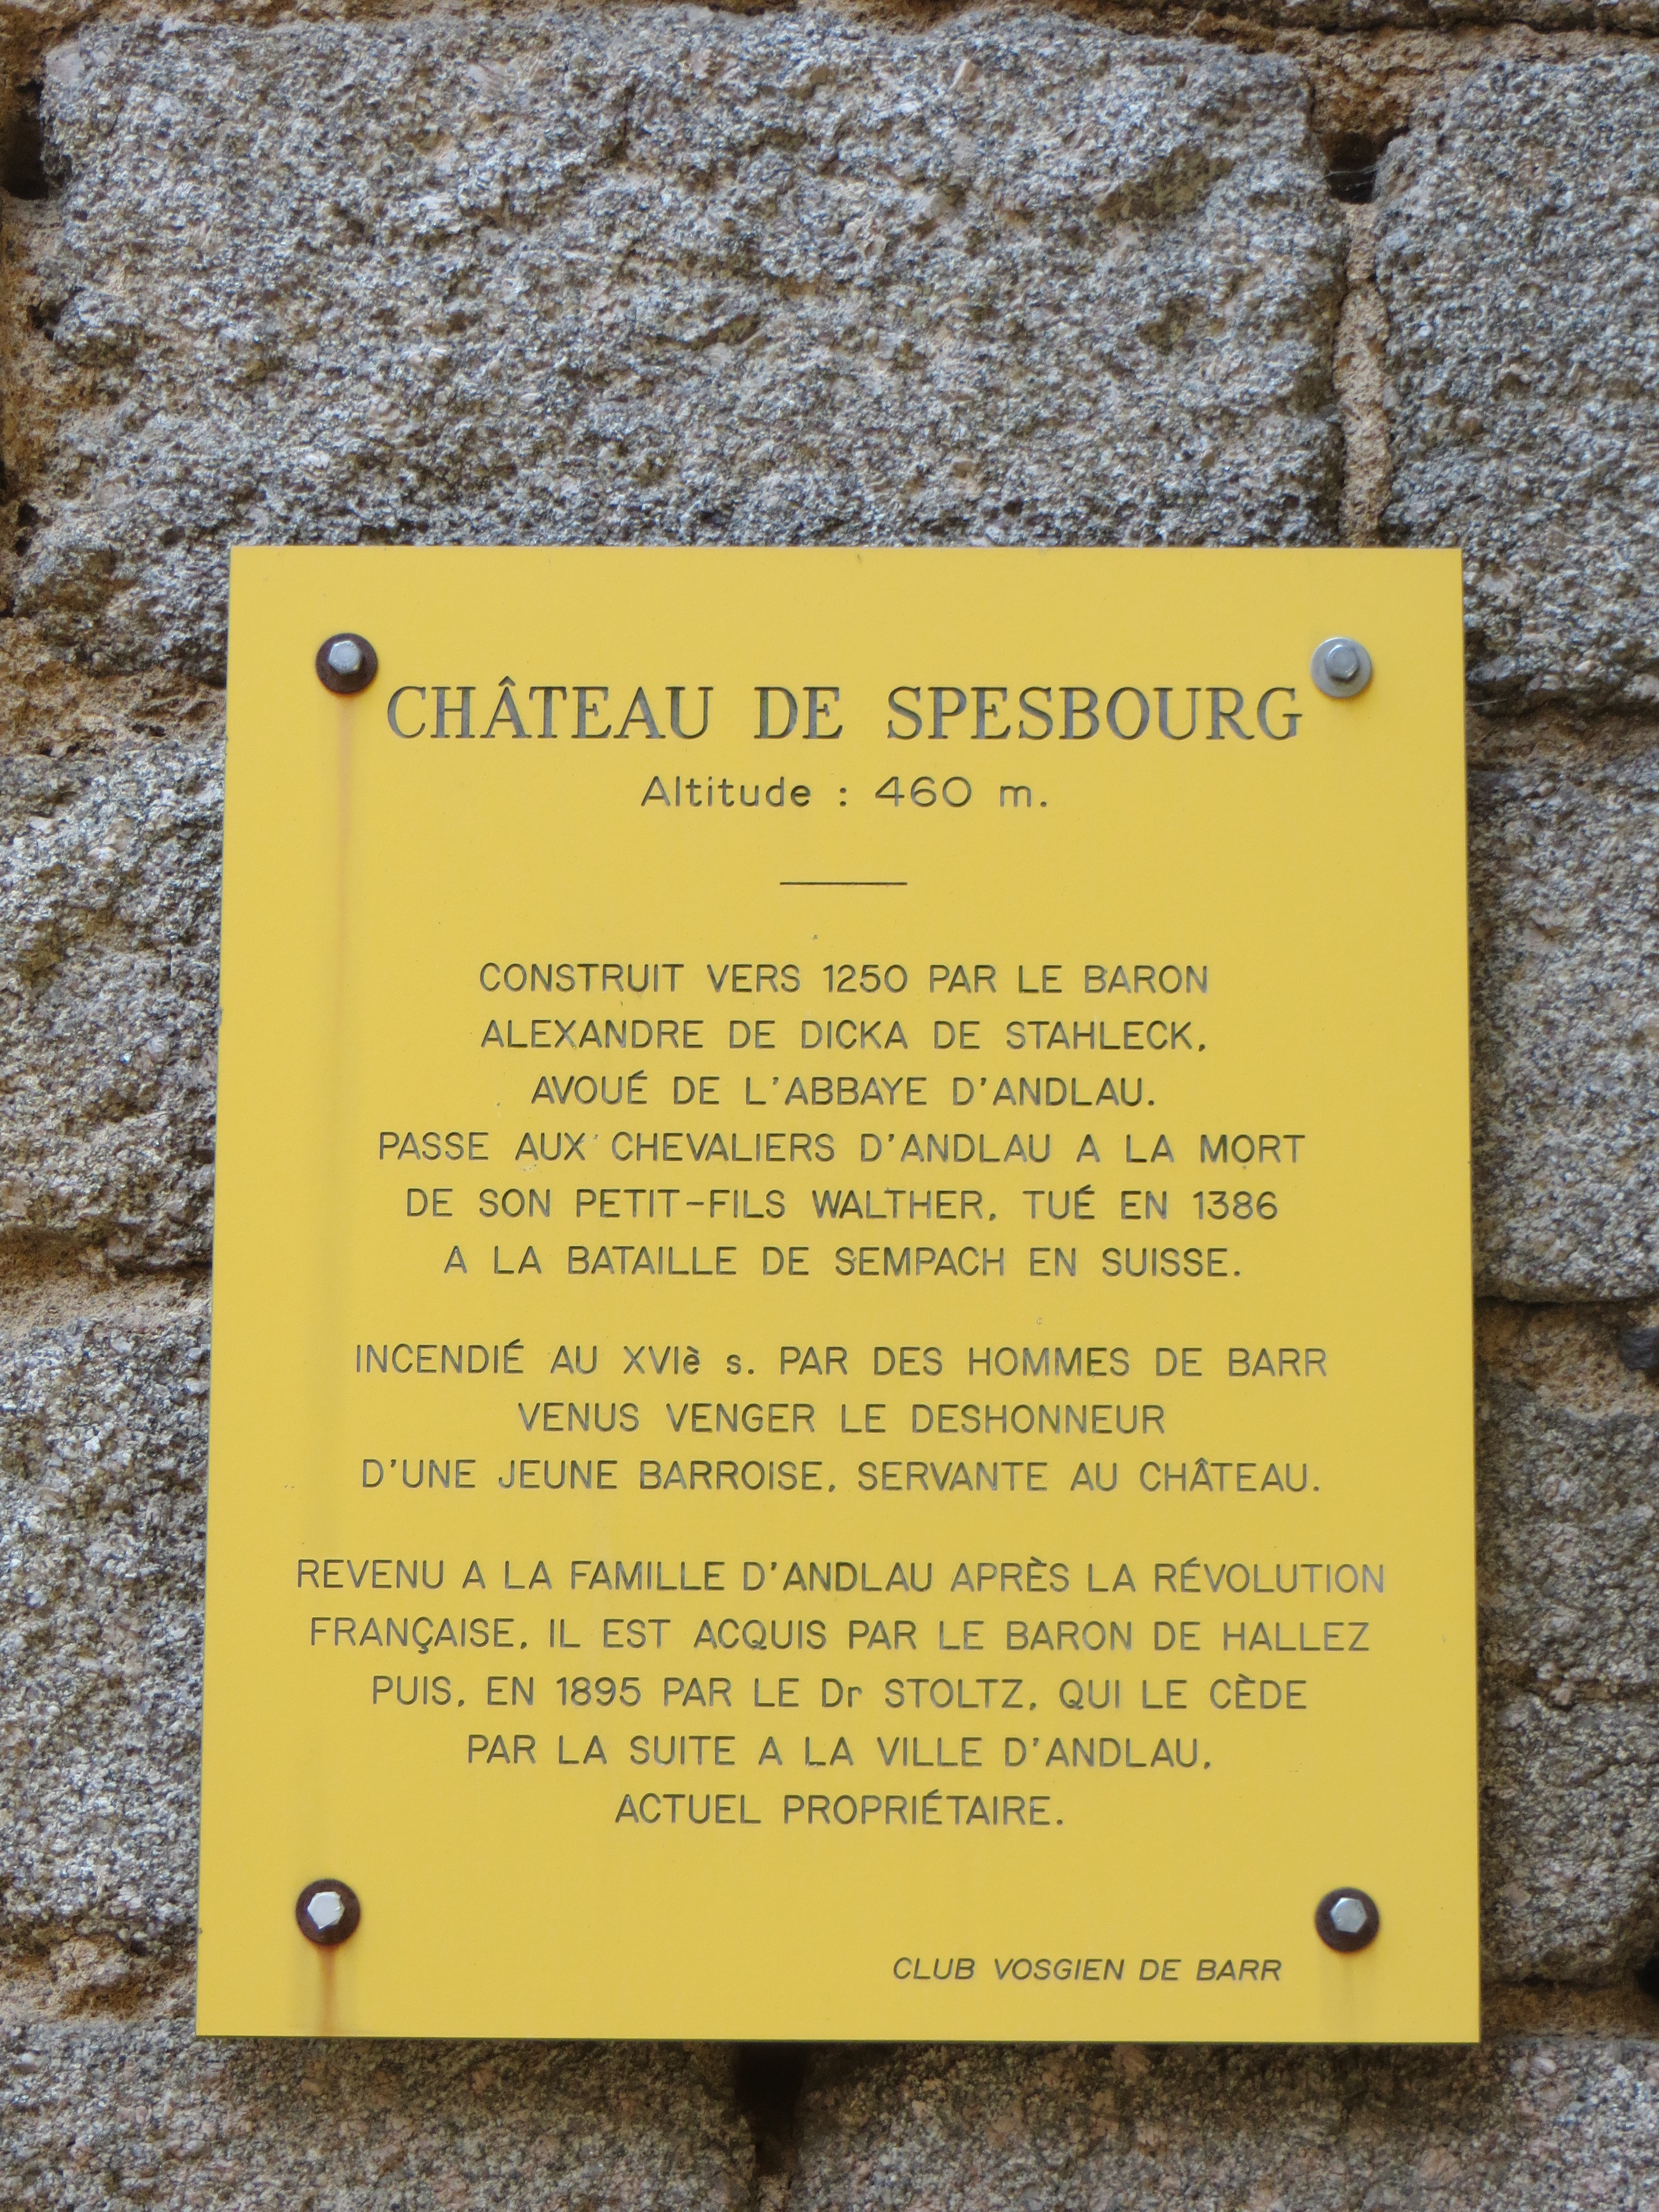 CHÂTEAU DE SPESBOURG
Altitude : 460 m.
CONSTRUIT VERS 1250 PAR LE BARON
ALEXANDRE DE DICKA DE STAHLECK,
AVOUÉ DE L'ABBAYE D'ANDLAU.
PASSE AUX CHEVALIERS D'ANDLAU A LA MORT
DE SON PETIT-FILS WALTHER, TUÉ EN 1386
A LA BATAILLE DE SEMPACH EN SUISSE.
INCENDIÉ AU XVIè s. PAR DES HOMMES DE BARR
VENUS VENGER LE DESHONNEUR
D'UNE JEUNE BARROISE, SERVANTE AU CHÂTEAU.
REVENU A LA FAMILLE D'ANDLAU APRÈS LA RÉVOLUTION
FRANÇAISE, IL EST ACQUIS PAR LE BARON DE HALLEZ
PUIS, EN 1895 PAR LE Dr STOLTZ, QUI LE CÈDE
PAR LA SUITE A LA VILLE D'ANDLAU,
ACTUEL PROPRIÉTAIRE.
CLUB VOSGIEN DE BARR